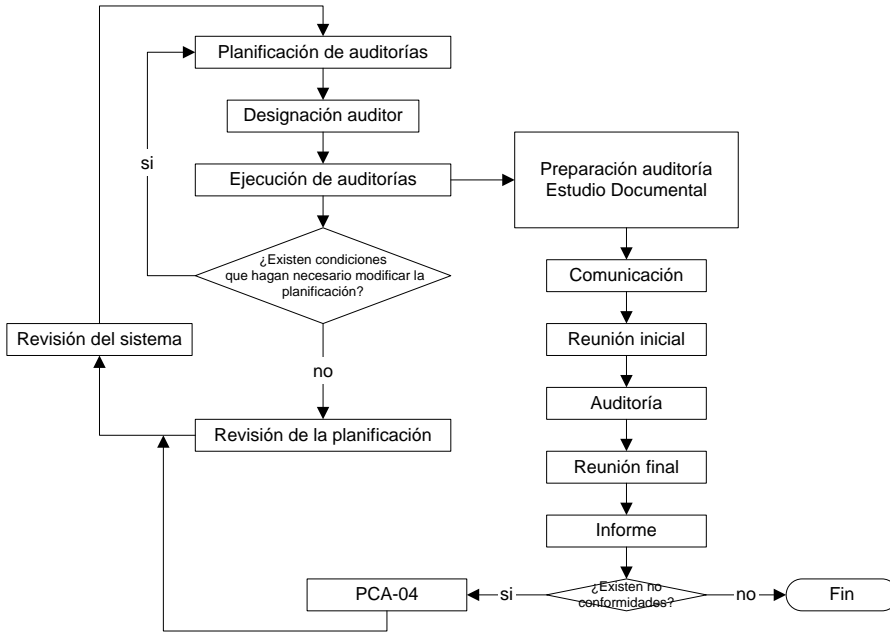 Planificación de auditorías
Designación auditor
si
Ejecución de auditorías
Preparación auditoría
Estudio Documental
¿Existen condiciones
que hagan necesario modificar la
planificación?
Comunicación
Revisión del sistema
Reunión inicial
no
Auditoría
Revisión de la planificación
Reunión final
Informe
¿Existen no
conformidades?
PCA-04
si
no
Fin